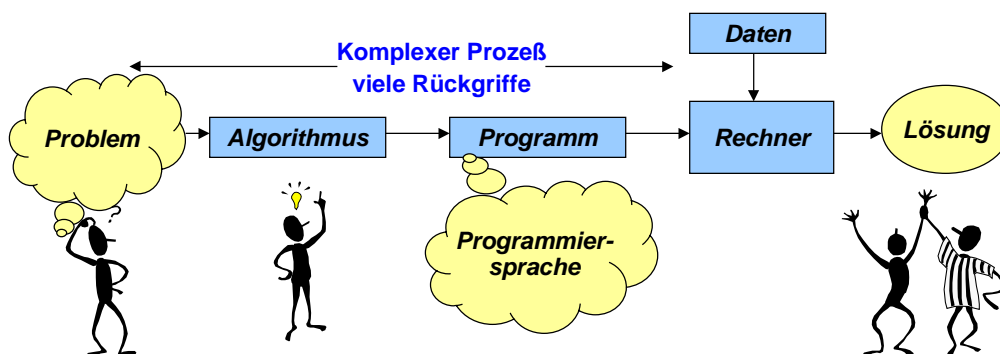 Daten
Komplexer Prozeß
viele Rückgriffe
Problem
Algorithmus
Programm
Rechner
Lösung
?
Programmier-
sprache